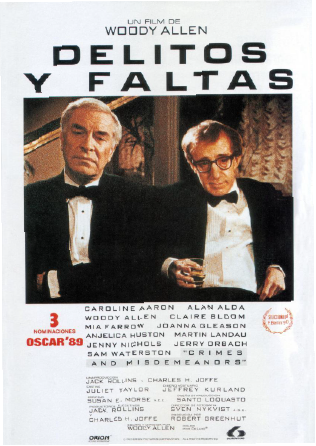 UN FILM DE
WOODY ALLEN
DELITOS
Y FALTAS
3
NOMINACIONES
OSCAR'89
CAROLINE AARON ALAN ALDA
WOODY ALLEN CLAIRE BLOOM
MIA FARROW JOANNA GLEASON
ANJELICA HUSTON MARTIN LANDAU
JENNY NICHOLS JERRY ORBACH
SAM WATERSTON "CRIMES
AND MISDEMEANORS"
JACK ROLLINS CHARLES H. JOFFE
JULIET TAYLOR JEFFREY KURLAND
SUSAN E. MORSE A.C.E. SANTO LOQUASTO
JACK ROLLINS SVEN NYKVIST
CHARLES H. JOFFE ROBERT GREENHUT
WOODY ALLEN
ORION